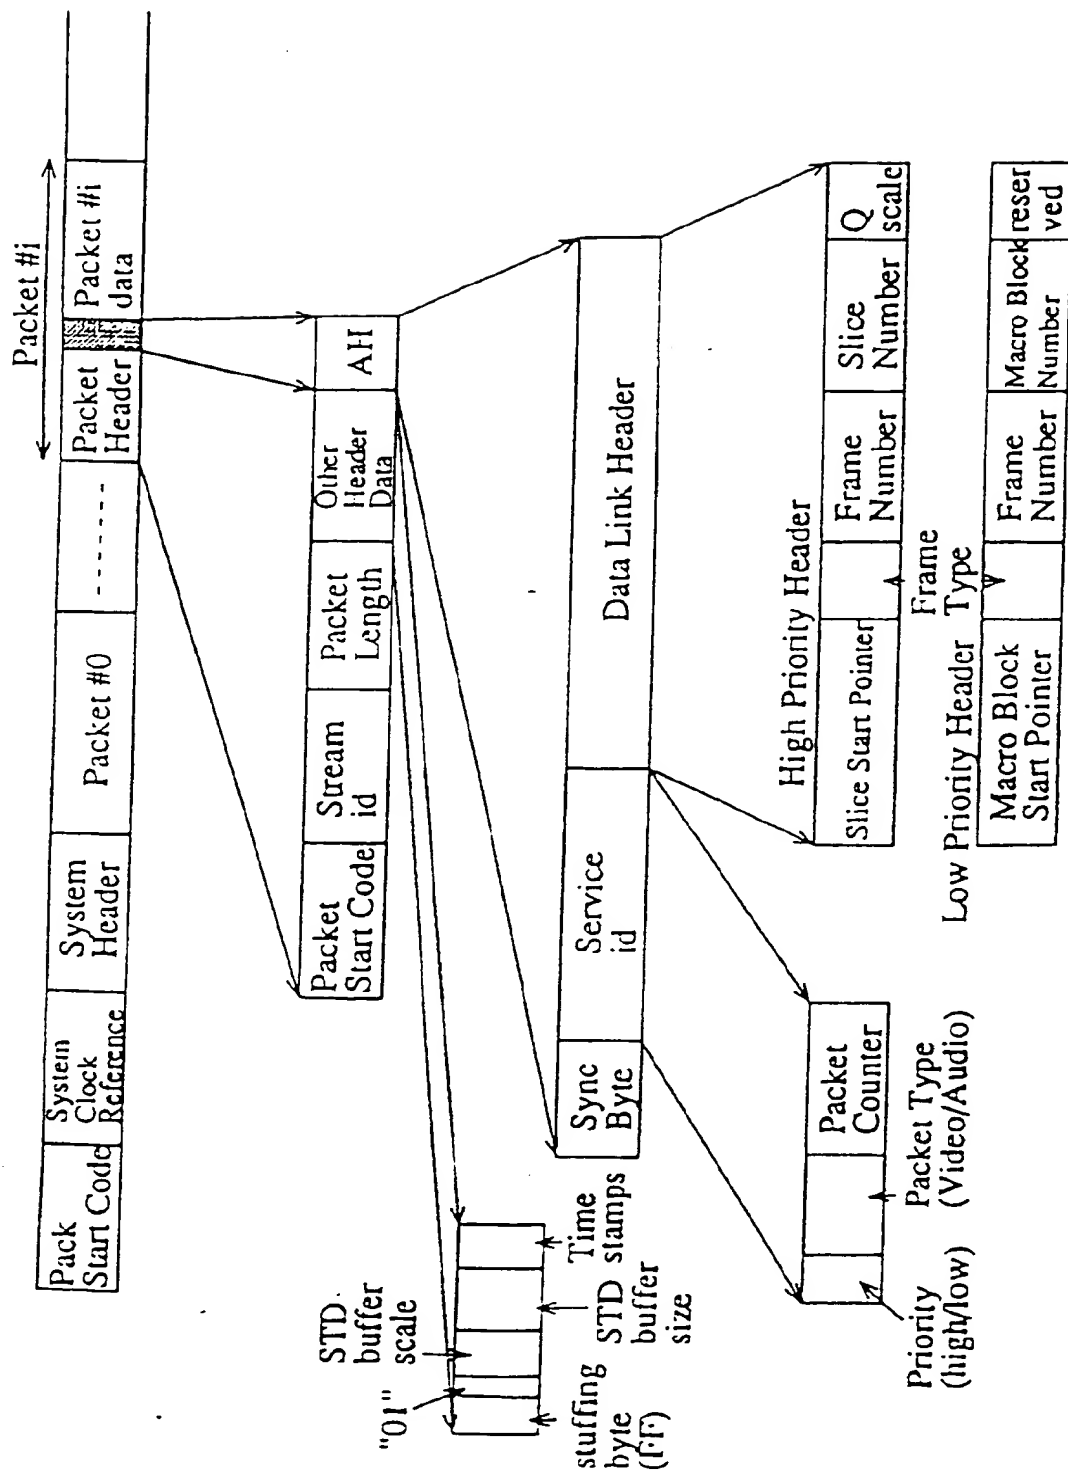 Packet #i
Pack
Start Code
System
Clock
Reference
System
Header
Packet #0
-------
Packet
Header
Packet #i
data
Packet
Start Code
Stream
id
Packet
Length
Other
Header
Data
AH
STD
buffer
scale
"01"
stuffing
byte
(FF)
STD
buffer
size
Time
stamps
Sync
Byte
Service
id
Data Link Header
Priority
(high/low)
Packet Type
(Video/Audio)
Packet
Counter
High Priority Header
Slice Start Pointer
Frame
Number
Slice
Number
Q
scale
Frame
Type
Low Priority Header
Macro Block
Start Pointer
Frame
Number
Macro Block
Number
reser
ved